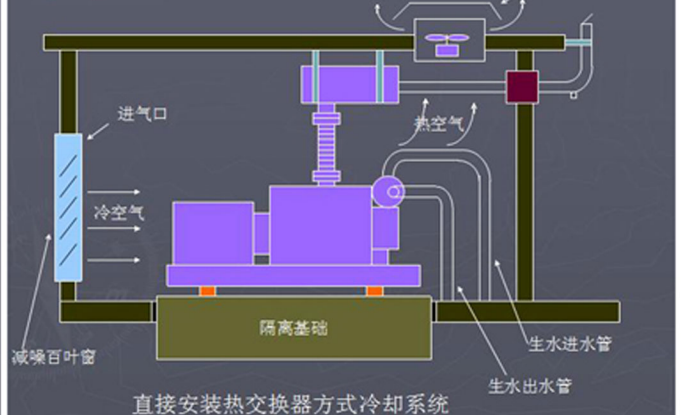 进气口
热空气
冷空气
隔离基础
减噪百叶窗
生水进水管
生水出水管
直接安装热交换器方式冷却系统